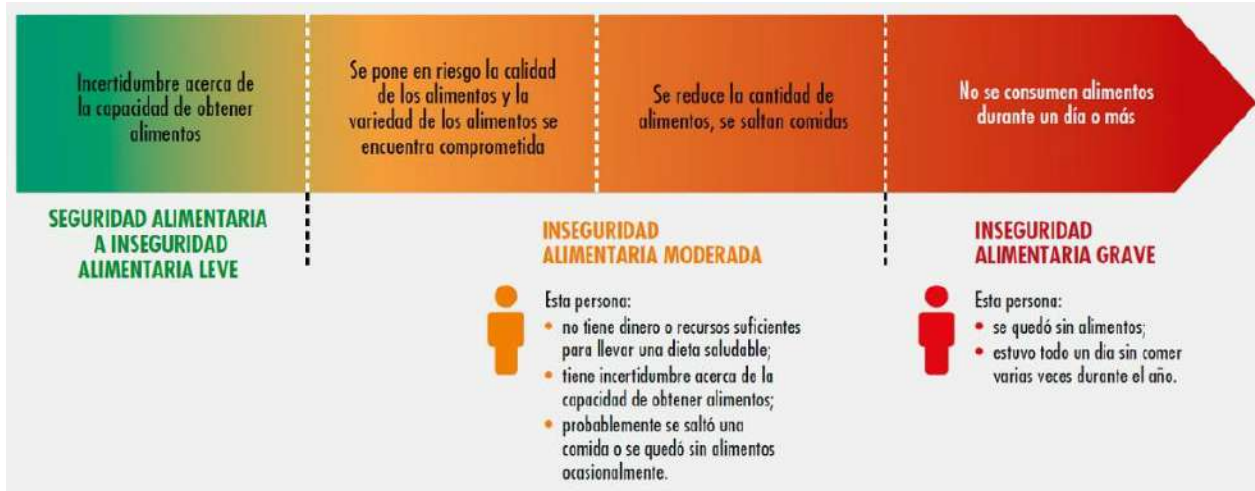 Incertidumbre acerca de
la capacidad de obtener
alimentos
Se pone en riesgo la calidad
de los alimentos y la
variedad de los alimentos se
encuentra comprometida
Se reduce la cantidad de
alimentos, se saltan comidas
No se consumen alimentos
durante un día o más
SEGURIDAD ALIMENTARIA
A INSEGURIDAD
ALIMENTARIA LEVE
INSEGURIDAD
ALIMENTARIA MODERADA
Esta persona:
• no tiene dinero o recursos suficientes
para llevar una dieta saludable;
• tiene incertidumbre acerca de la
capacidad de obtener alimentos;
• probablemente se saltó una
comida o se quedó sin alimentos
ocasionalmente.
INSEGURIDAD
ALIMENTARIA GRAVE
Esta persona:
• se quedó sin alimentos;
• estuvo todo un dia sin comer
varias veces durante el año.